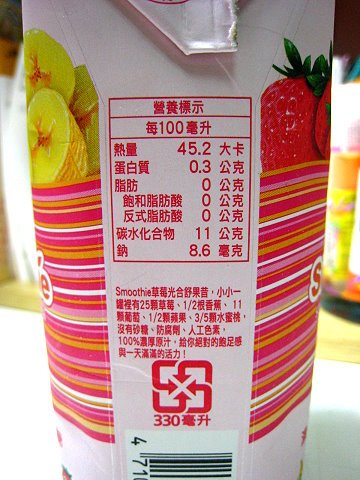 營養標示
每100毫升
熱量 45.2 大卡
蛋白質 0.3 公克
脂肪 0 公克
飽和脂肪酸 0 公克
反式脂肪酸 0 公克
碳水化合物 11 公克
鈉 8.6 毫克
Smoothie草莓光合舒果昔，小小一
罐裡有25顆草莓、1/2根香蕉、11
顆葡萄、1/2顆蘋果、3/5顆水蜜桃，
沒有砂糖、防腐劑、人工色素，
100%濃厚原汁，給你絕對的飽足感
與一天滿滿的活力！
330毫升
4 710